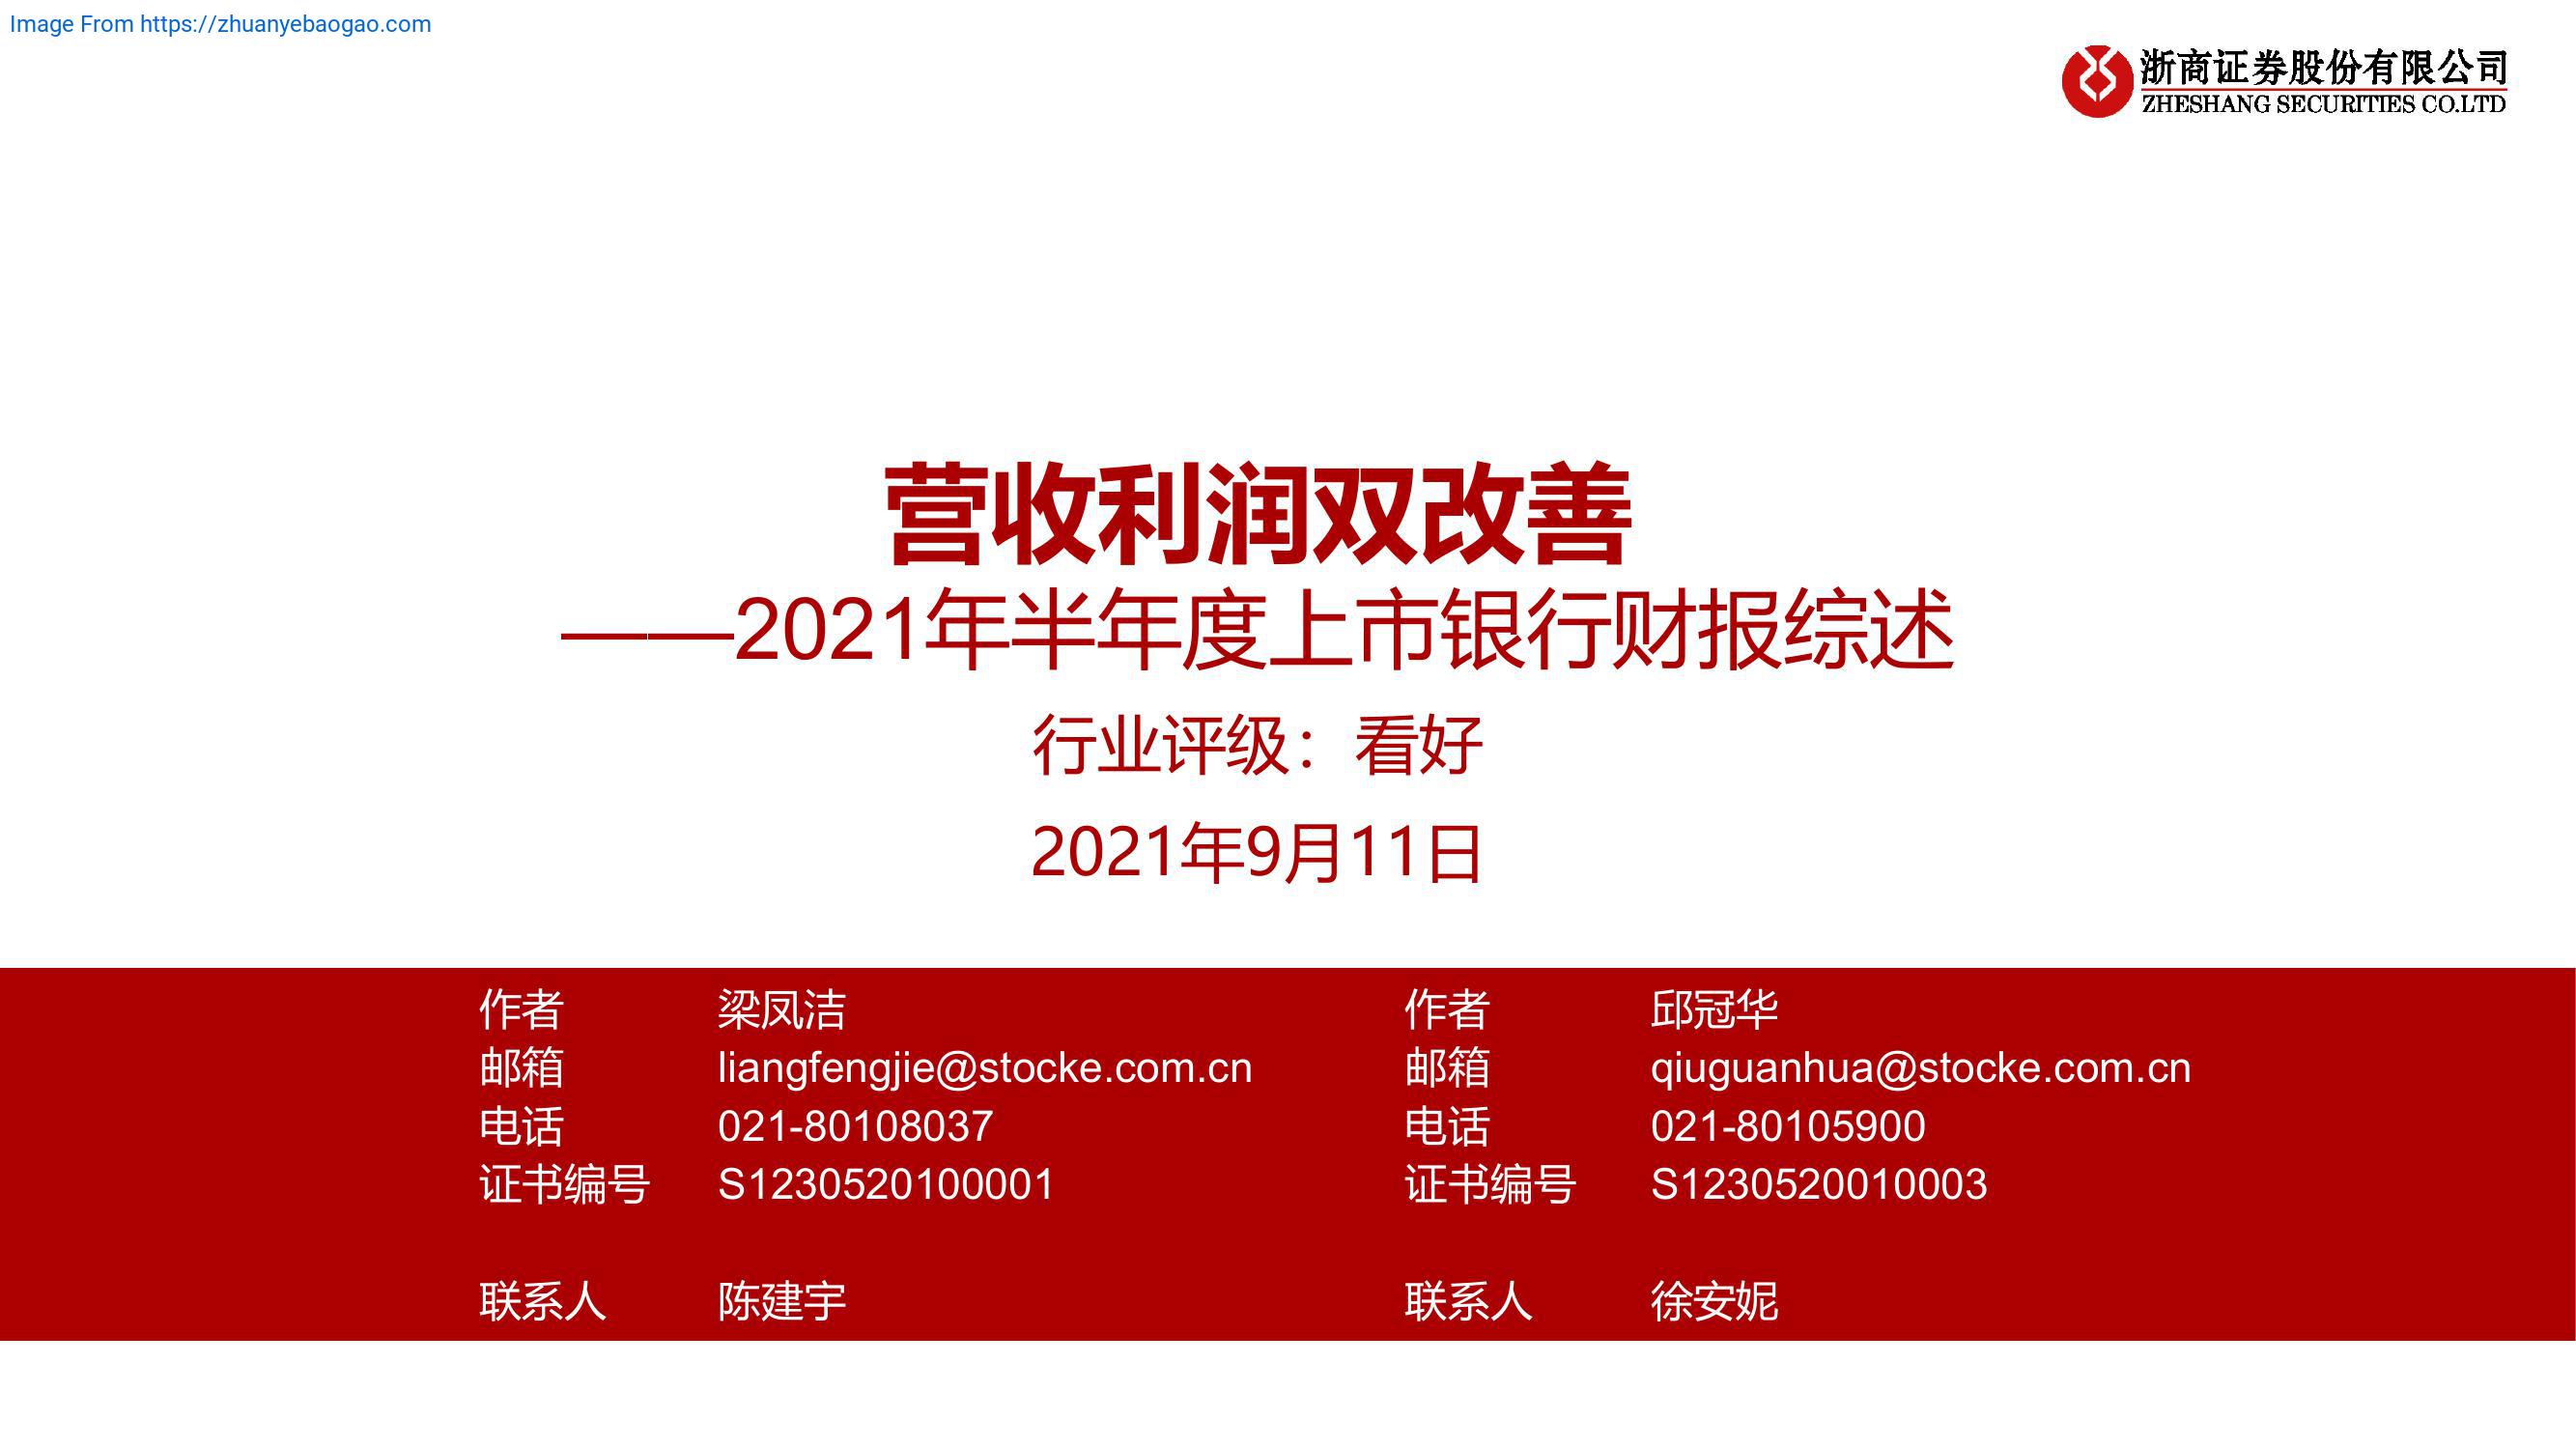 Image From https://zhuanyebaogao.com
浙商证券股份有限公司
ZHESHANG SECURITIES CO.LTD
营收利润双改善
——2021年半年度上市银行财报综述
行业评级：看好
2021年9月11日
作者 梁凤洁
邮箱 liangfengjie@stocke.com.cn
电话 021-80108037
证书编号 S1230520100001
联系人 陈建宇
作者 邱冠华
邮箱 qiuguanhua@stocke.com.cn
电话 021-80105900
证书编号 S1230520010003
联系人 徐安妮